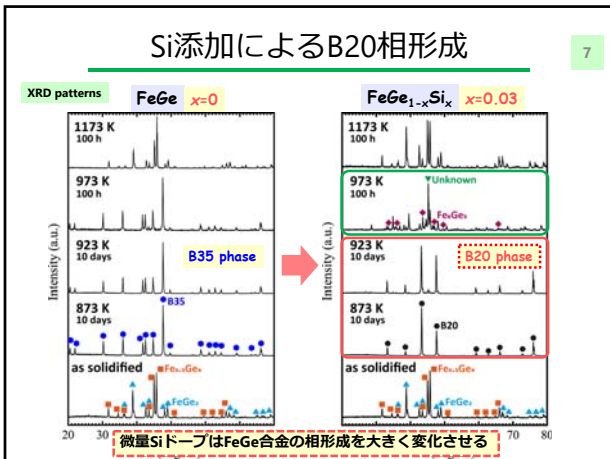 Si添加によるB20相形成
7
XRD patterns
FeGe x=0
FeGe₁₋ₓSiₓ x=0.03
Intensity (a.u.)
1173 K
100 h
973 K
100 h
923 K
10 days
B35 phase
873 K
10 days
B35
as solidified
FeGe₂
20
30
Intensity (a.u.)
1173 K
100 h
973 K
100 h
Unknown
923 K
10 days
B20 phase
873 K
10 days
B20
as solidified
FeGe₂
70
80
微量SiドープはFeGe合金の相形成を大きく変化させる